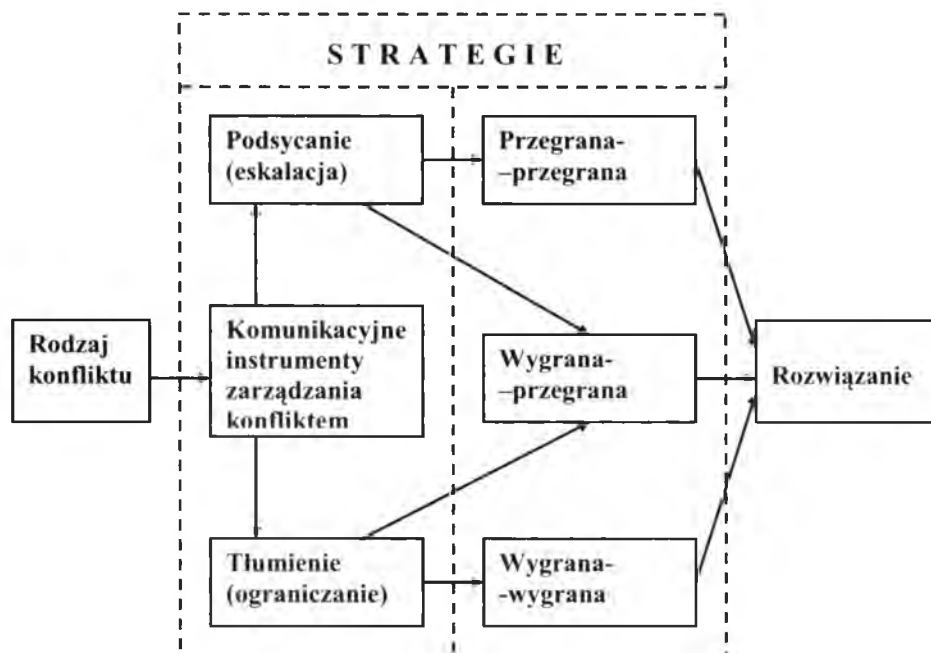 STRATEGIE
Podsycanie
(eskalacja)
Przegrana-
–przegrana
Rodzaj
konfliktu
Komunikacyjne
instrumenty
zarządzania
konfliktem
Wygrana-
–przegrana
Rozwiązanie
Tłumienie
(ograniczanie)
Wygrana-
-wygrana